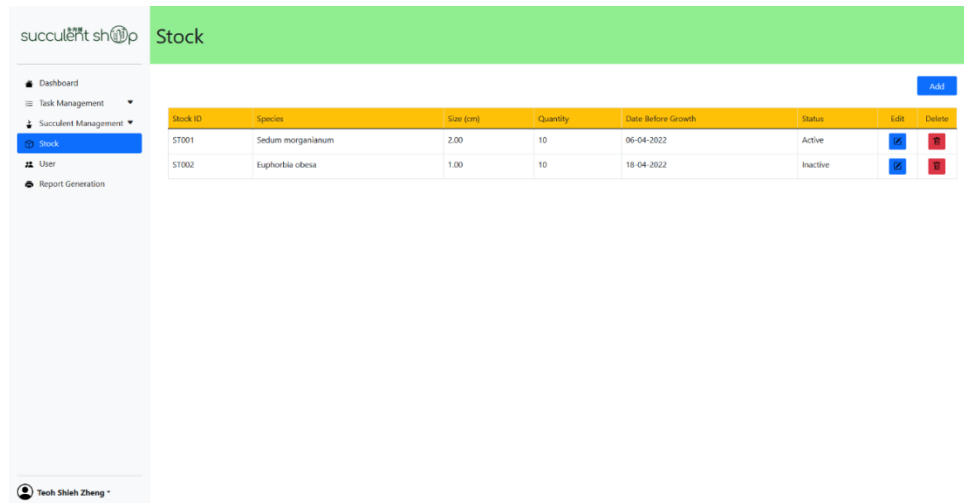 succulent shop
Stock
Dashboard
Task Management
Succulent Management
Stock
User
Report Generation
Add
Stock ID Species Size (cm) Quantity Date Before Growth Status Edit Delete
ST001 Sedum morganianum 2.00 10 06-04-2022 Active
ST002 Euphorbia obesa 1.00 10 18-04-2022 Inactive
Teoh Shieh Zheng